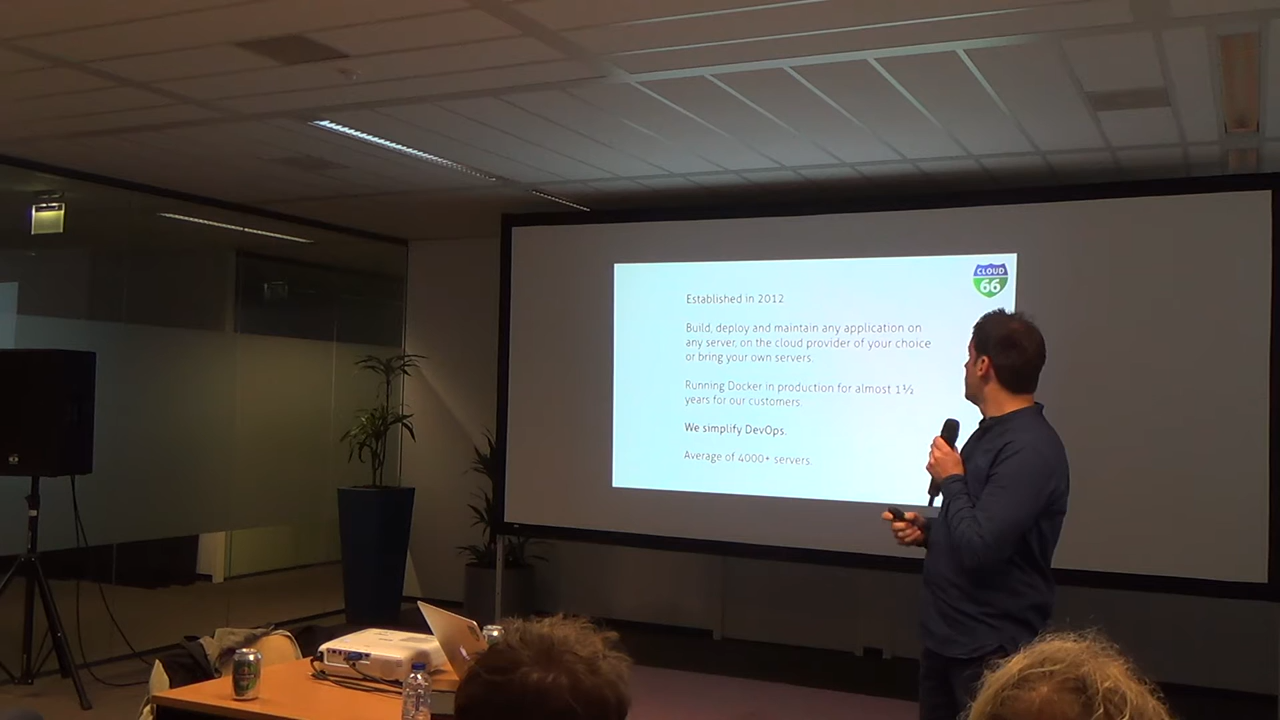 CLOUD
66
Established in 2012
Build, deploy and maintain any application on
any server, on the cloud provider of your choice
or bring your own servers.
Running Docker in production for almost 1½
years for our customers.
We simplify DevOps.
Average of 4000+ servers.